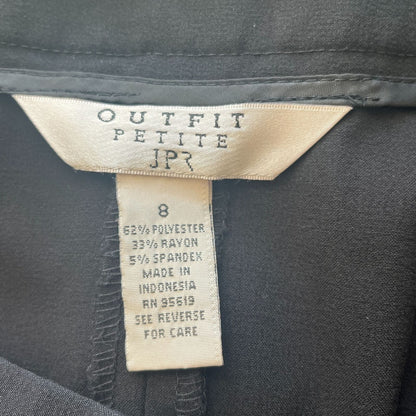 OUTFIT
PETITE
JPR
8
62% POLYESTER
33% RAYON
5% SPANDEX
MADE IN
INDONESIA
RN 95619
SEE REVERSE
FOR CARE